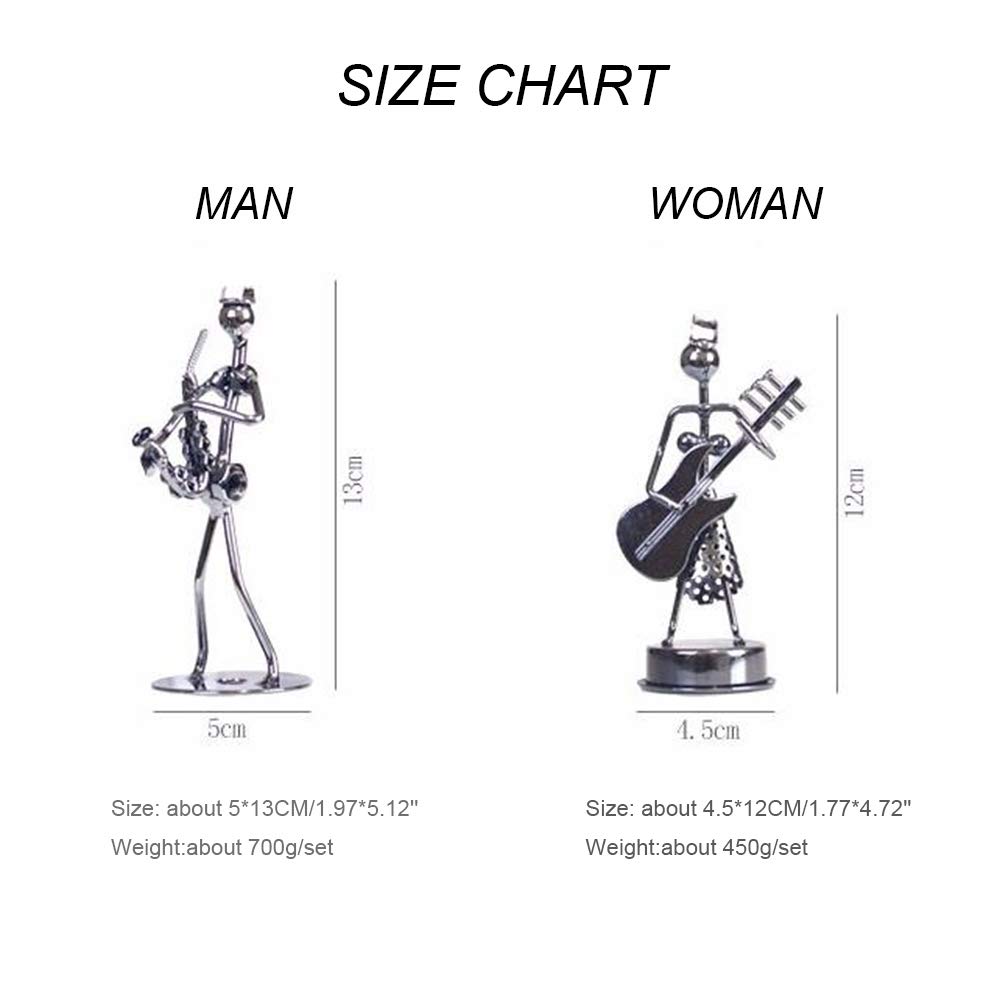 SIZE CHART
MAN
WOMAN
13cm
12cm
5cm
4.5cm
Size: about 5*13CM/1.97*5.12"
Weight:about 700g/set
Size: about 4.5*12CM/1.77*4.72"
Weight:about 450g/set